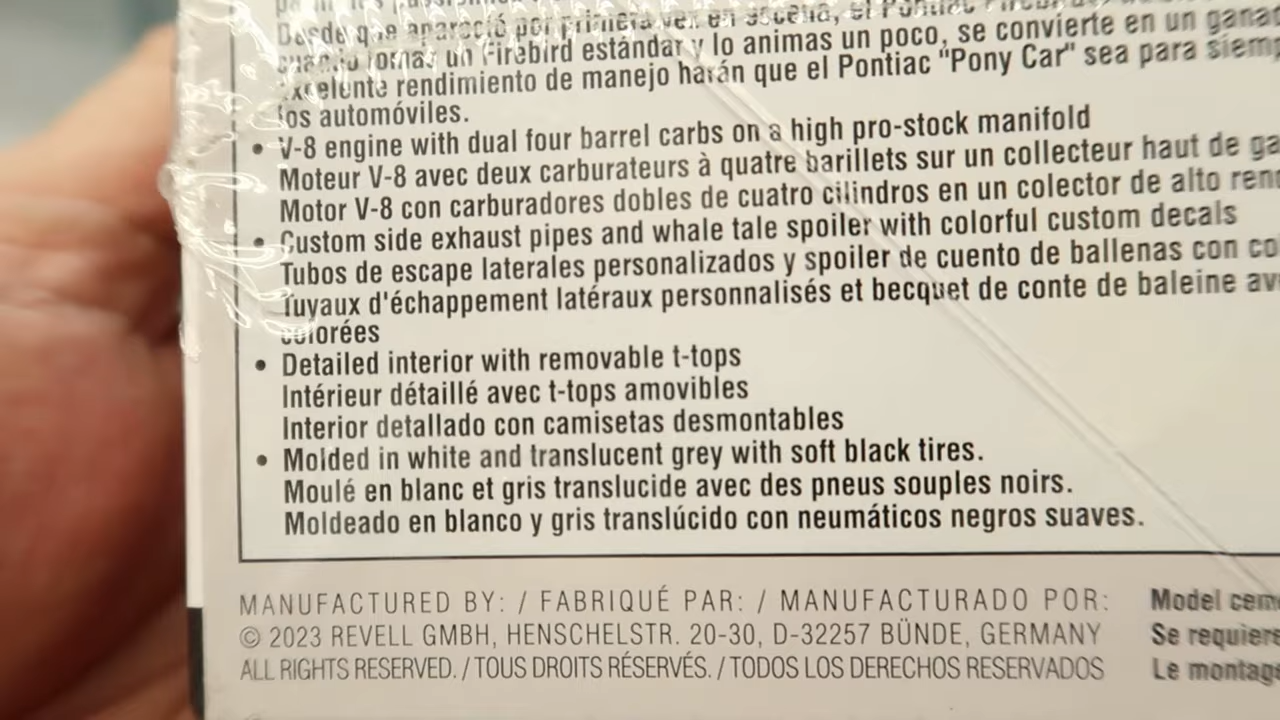 Desde que apareció por primera vez en escena, el Pontiac
cuando tomas un Firebird estándar y lo animas un poco, se convierte en un
excelente rendimiento de manejo harán que el Pontiac "Pony Car" sea para
los automóviles.
• V-8 engine with dual four barrel carbs on a high pro-stock manifold
Moteur V-8 avec deux carburateurs à quatre barillets sur un collecteur haut de
Motor V-8 con carburadores dobles de cuatro cilindros en un colector de alto
• Custom side exhaust pipes and whale tale spoiler with colorful custom decals
Tubos de escape laterales personalizados y spoiler de cuento de ballenas con
Tuyaux d'échappement latéraux personnalisés et becquet de conte de baleine
colorées
• Detailed interior with removable t-tops
Intérieur détaillé avec t-tops amovibles
Interior detallado con camisetas desmontables
• Molded in white and translucent grey with soft black tires.
Moulé en blanc et gris translucide avec des pneus souples noirs.
Moldeado en blanco y gris translúcido con neumáticos negros suaves.
MANUFACTURED BY: / FABRIQUÉ PAR: / MANUFACTURADO POR:
© 2023 REVELL GMBH, HENSCHELSTR. 20-30, D-32257 BÜNDE, GERMANY
ALL RIGHTS RESERVED. / TOUS DROITS RÉSERVÉS. / TODOS LOS DERECHOS RESERVADOS
Model
Se
Le